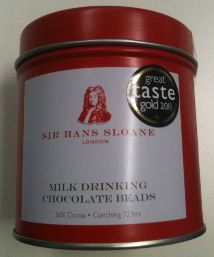 great
taste
gold 2011
SIR HANS SLOANE
LONDON
MILK DRINKING
CHOCOLATE BEADS
36% Cocoa • Conching 72 hrs